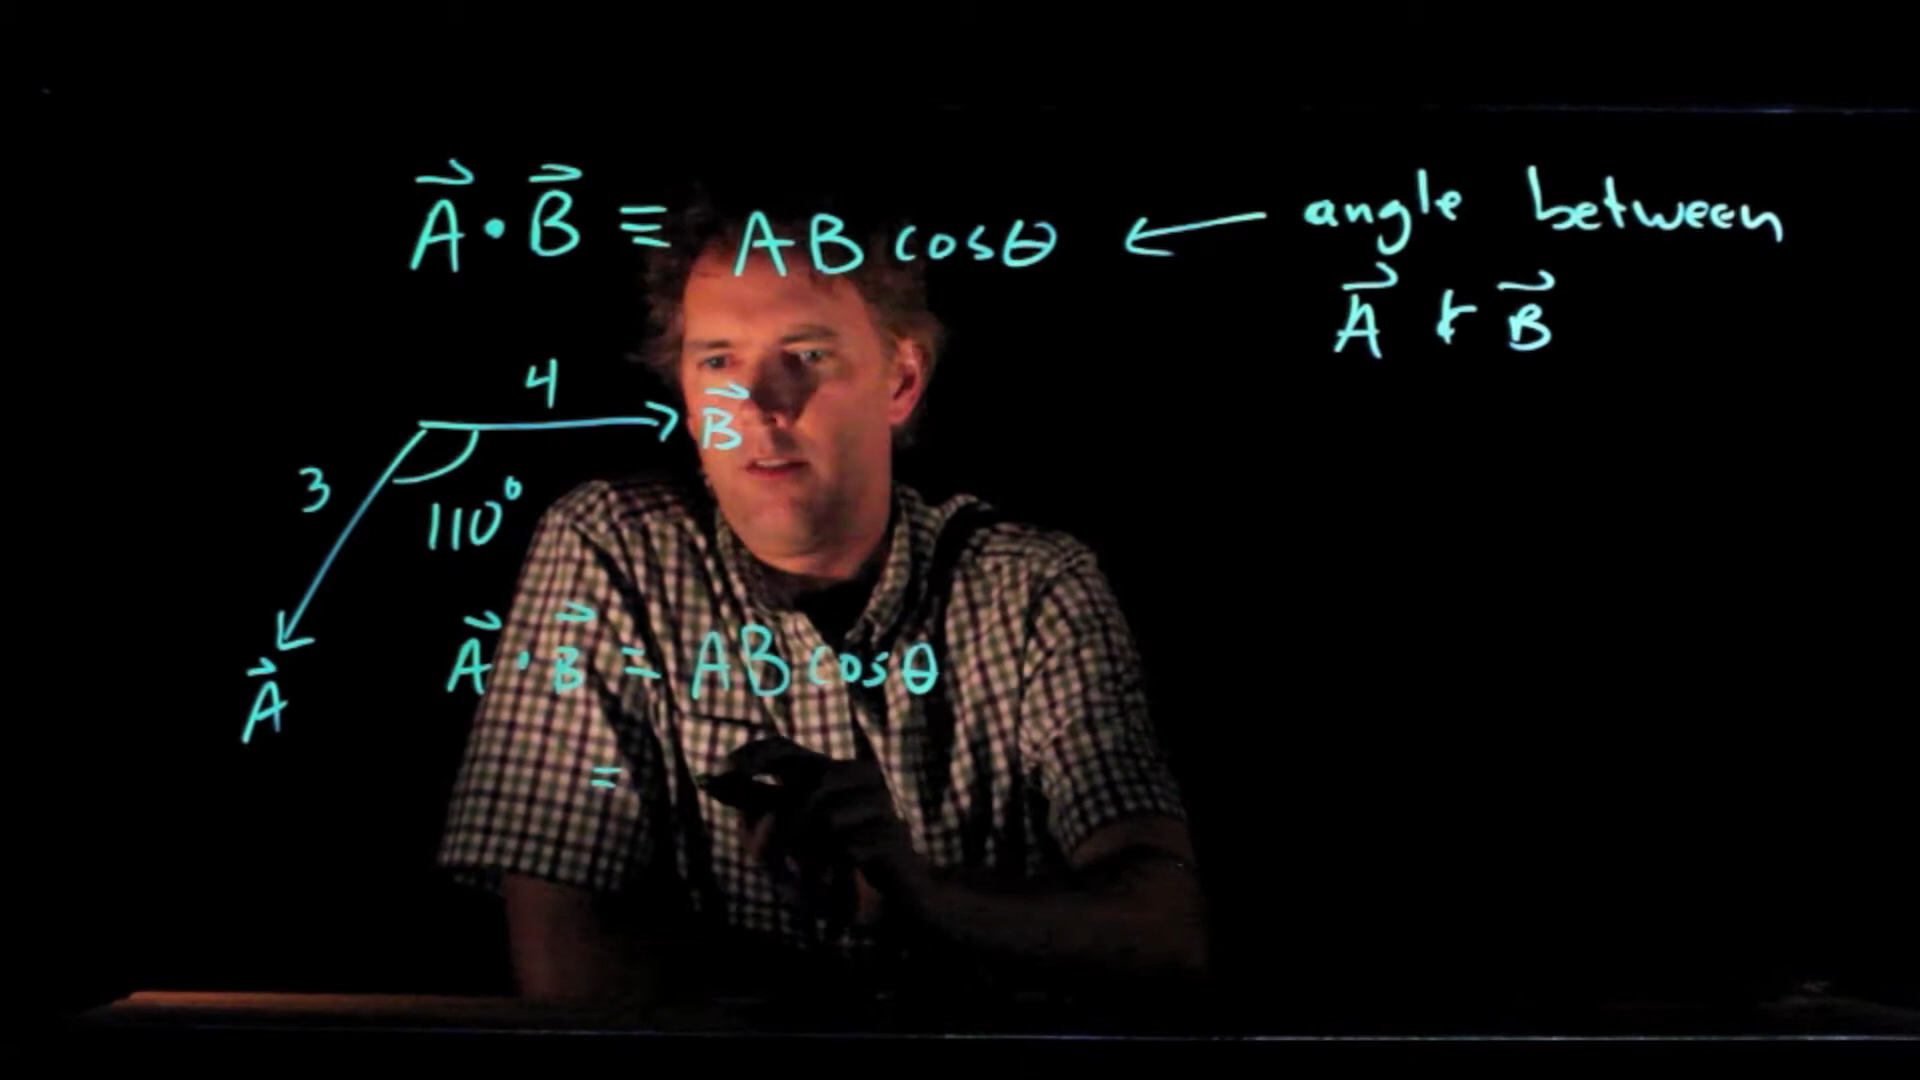 A⃗ · B⃗ ≡ AB cosθ ← angle between
A⃗ & B⃗
4
B⃗
3
110°
A⃗
A⃗ · B⃗ = AB cosθ
=